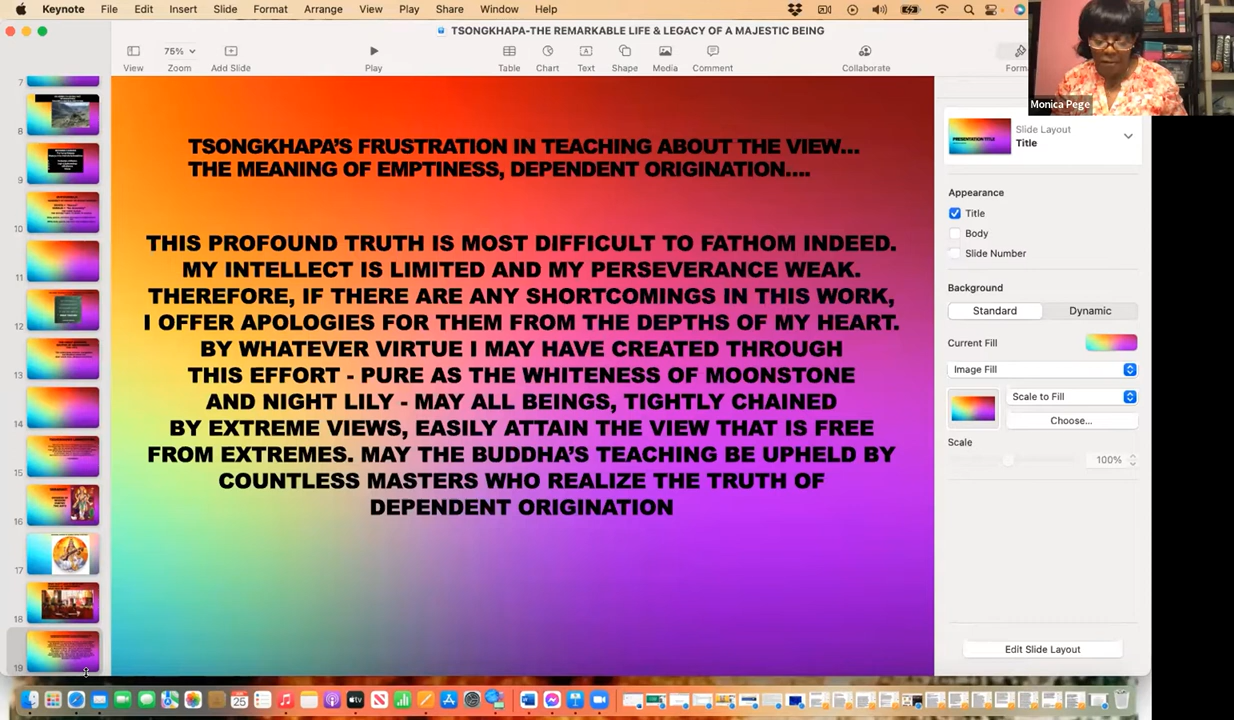 Keynote File Edit Insert Slide Format Arrange View Play Share Window Help
TSONGKHAPA-THE REMARKABLE LIFE & LEGACY OF A MAJESTIC BEING
75%
View Zoom Add Slide Play Table Chart Text Shape Media Comment Collaborate
Monica Pege
7
8
9
10
11
12
13
14
15
16
17
18
19
TSONGKHAPA'S FRUSTRATION IN TEACHING ABOUT THE VIEW...
THE MEANING OF EMPTINESS, DEPENDENT ORIGINATION....
THIS PROFOUND TRUTH IS MOST DIFFICULT TO FATHOM INDEED.
MY INTELLECT IS LIMITED AND MY PERSEVERANCE WEAK.
THEREFORE, IF THERE ARE ANY SHORTCOMINGS IN THIS WORK,
I OFFER APOLOGIES FOR THEM FROM THE DEPTHS OF MY HEART.
BY WHATEVER VIRTUE I MAY HAVE CREATED THROUGH
THIS EFFORT - PURE AS THE WHITENESS OF MOONSTONE
AND NIGHT LILY - MAY ALL BEINGS, TIGHTLY CHAINED
BY EXTREME VIEWS, EASILY ATTAIN THE VIEW THAT IS FREE
FROM EXTREMES. MAY THE BUDDHA'S TEACHING BE UPHELD BY
COUNTLESS MASTERS WHO REALIZE THE TRUTH OF
DEPENDENT ORIGINATION
PRESENTATION TITLE
Slide Layout
Title
Appearance
Title
Body
Slide Number
Background
Standard Dynamic
Current Fill
Image Fill
Scale to Fill
Choose...
Scale
100%
Edit Slide Layout
25